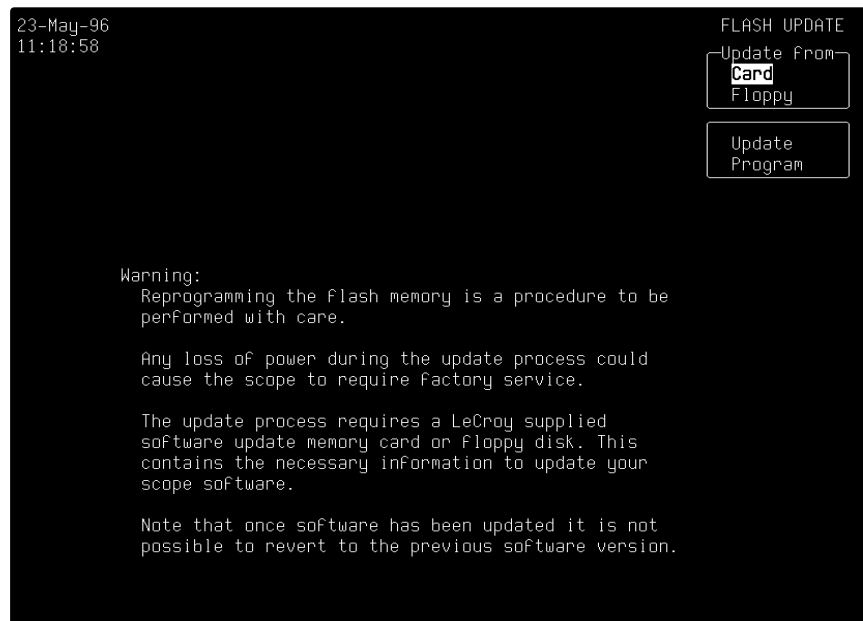 23-May-96
11:18:58
FLASH UPDATE
Update from
Card
Floppy
Update
Program
Warning:
Reprogramming the flash memory is a procedure to be
performed with care.
Any loss of power during the update process could
cause the scope to require factory service.
The update process requires a LeCroy supplied
software update memory card or floppy disk. This
contains the necessary information to update your
scope software.
Note that once software has been updated it is not
possible to revert to the previous software version.